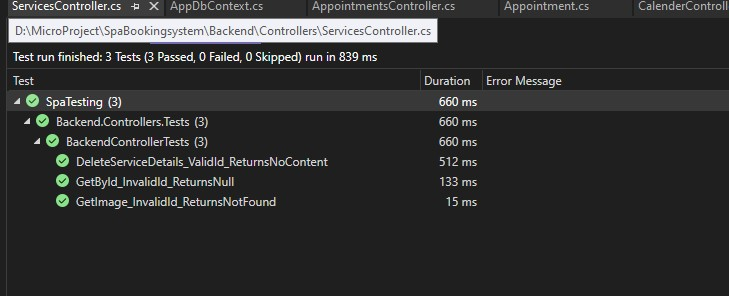 ServicesController.cs AppDbContext.cs AppointmentsController.cs Appointment.cs CalenderControll
D:\MicroProject\SpaBookingsystem\Backend\Controllers\ServicesController.cs
Test run finished: 3 Tests (3 Passed, 0 Failed, 0 Skipped) run in 839 ms
Test Duration Error Message
SpaTesting (3) 660 ms
Backend.Controllers.Tests (3) 660 ms
BackendControllerTests (3) 660 ms
DeleteServiceDetails_ValidId_ReturnsNoContent 512 ms
GetById_InvalidId_ReturnsNull 133 ms
GetImage_InvalidId_ReturnsNotFound 15 ms